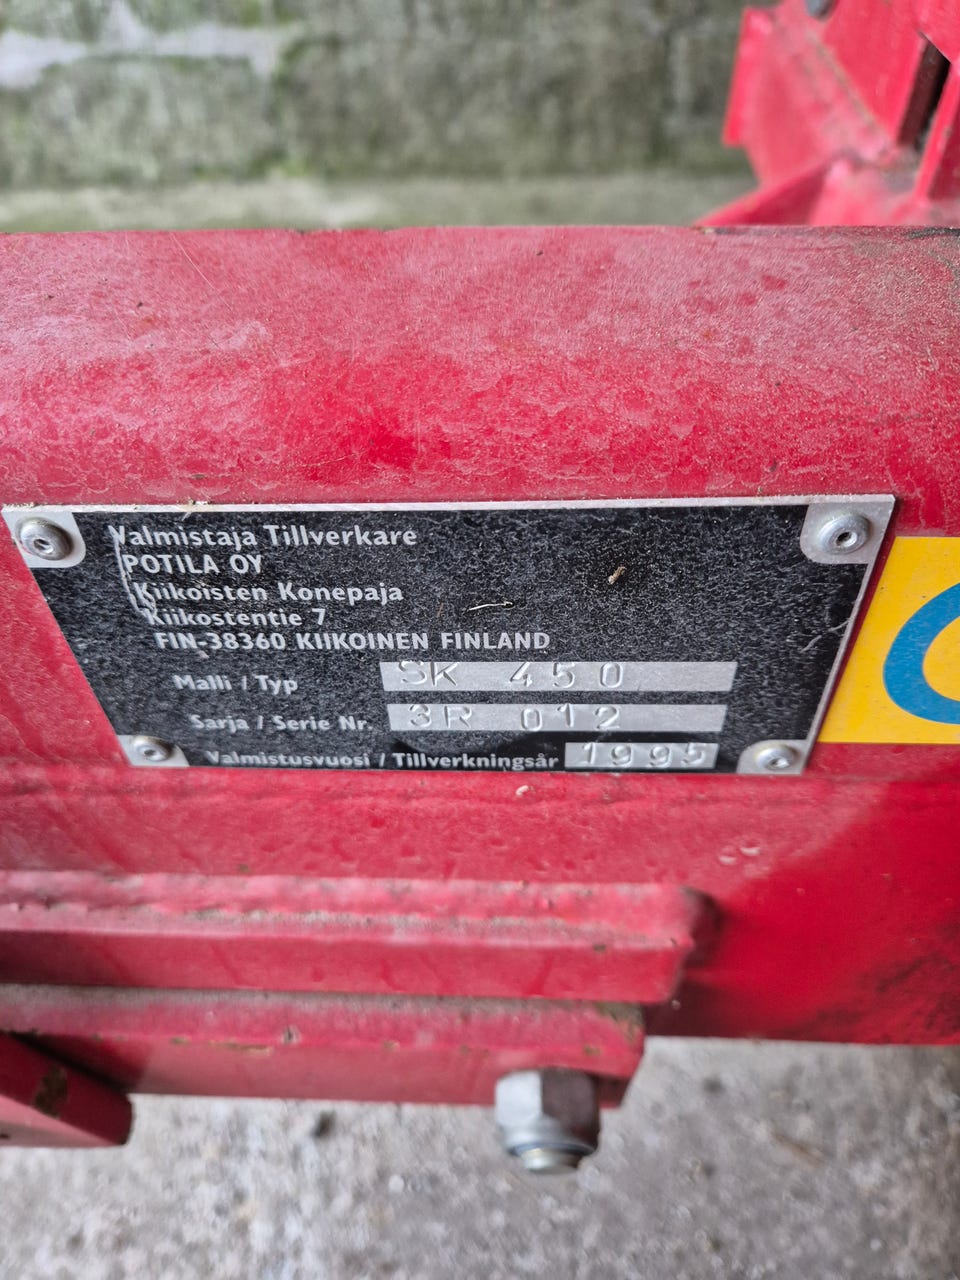 Valmistaja Tillverkare
POTILA OY
Kiikoisten Konepaja
Kiikostentie 7
FIN-38360 KIIKOINEN FINLAND
Malli / Typ SK 450
Sarja / Serie Nr. 3R 012
Valmistusvuosi / Tillverkningsår 1995